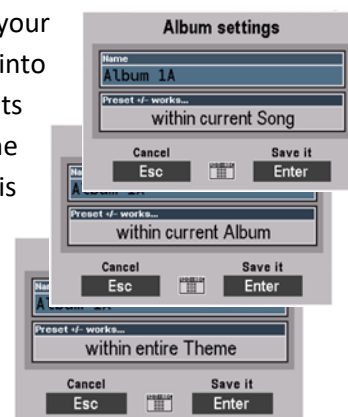 your
into
ts
ne
is
Album settings
Name
Album 1A
Preset +/- works...
within current Song
Cancel Save it
Esc Enter
Preset +/- works...
within current Album
Cancel Save it
Esc Enter
Preset +/- works...
within entire Theme
Cancel Save it
Esc Enter